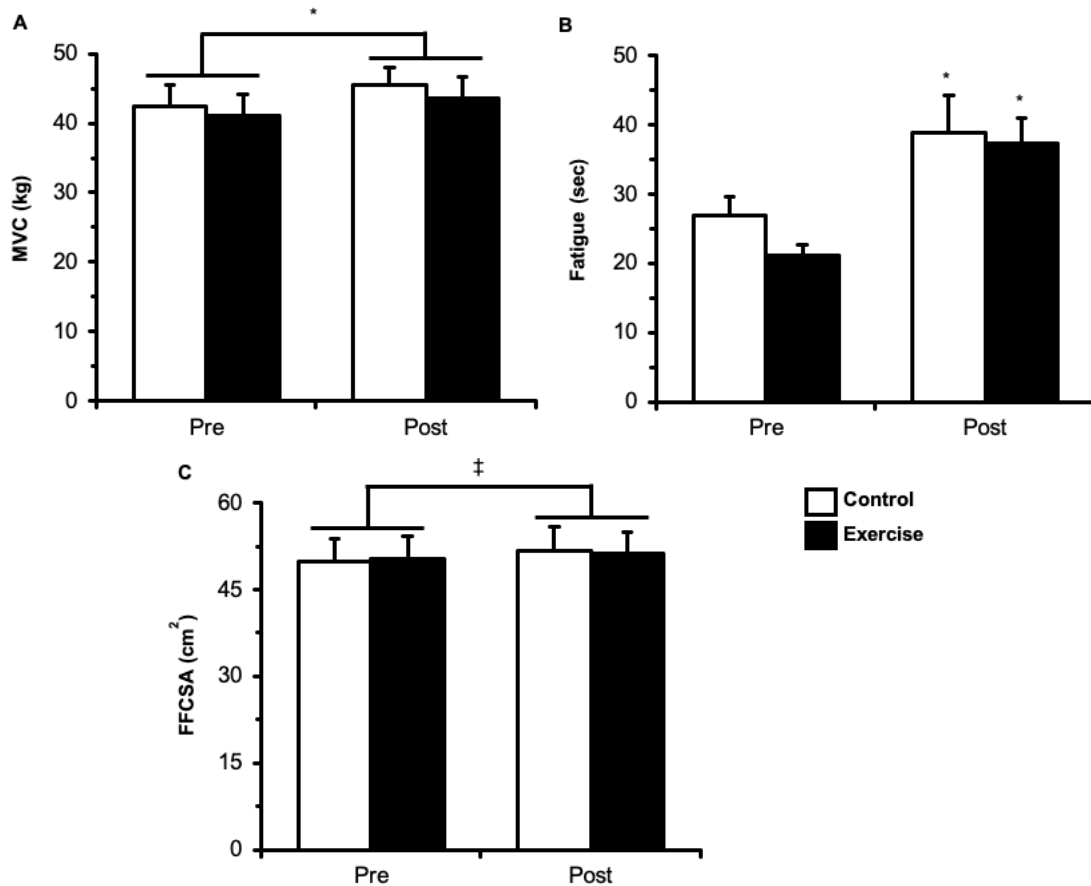 A
*
MVC (kg)
50
40
30
20
10
0
Pre Post
B
* *
Fatigue (sec)
50
40
30
20
10
0
Pre Post
C
‡
FFCSA (cm²)
60
45
30
15
0
Pre Post
Control
Exercise